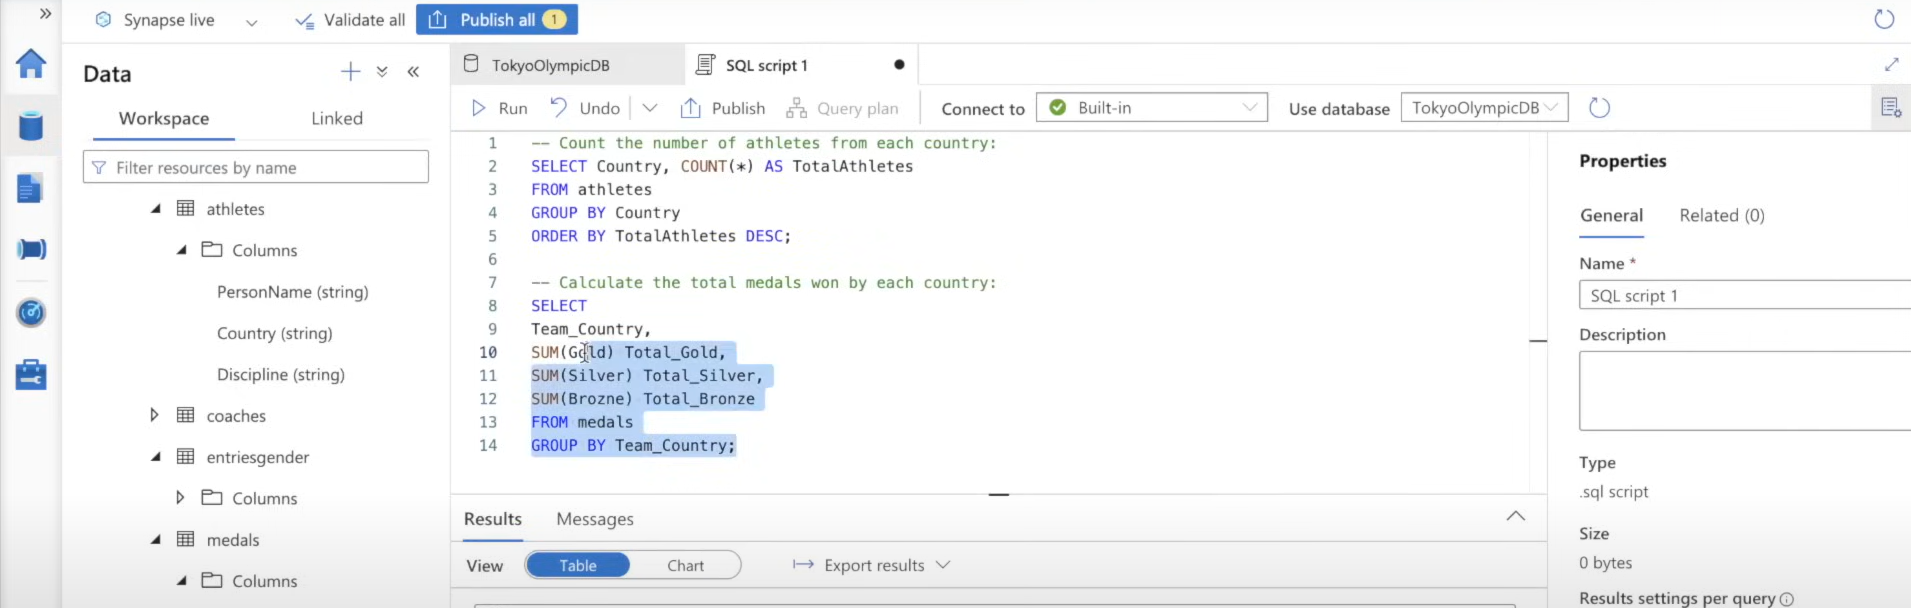 Synapse live
Validate all
Publish all 1
Data
Workspace
Linked
Filter resources by name
athletes
Columns
PersonName (string)
Country (string)
Discipline (string)
coaches
entriesgender
Columns
medals
Columns
TokyoOlympicDB
SQL script 1
Run
Undo
Publish
Query plan
Connect to
Built-in
Use database
TokyoOlympicDB
1 -- Count the number of athletes from each country:
2 SELECT Country, COUNT(*) AS TotalAthletes
3 FROM athletes
4 GROUP BY Country
5 ORDER BY TotalAthletes DESC;
6
7 -- Calculate the total medals won by each country:
8 SELECT
9 Team_Country,
10 SUM(Gold) Total_Gold,
11 SUM(Silver) Total_Silver,
12 SUM(Brozne) Total_Bronze
13 FROM medals
14 GROUP BY Team_Country;
Results
Messages
View
Table
Chart
Export results
Properties
General
Related (0)
Name *
SQL script 1
Description
Type
.sql script
Size
0 bytes
Results settings per query